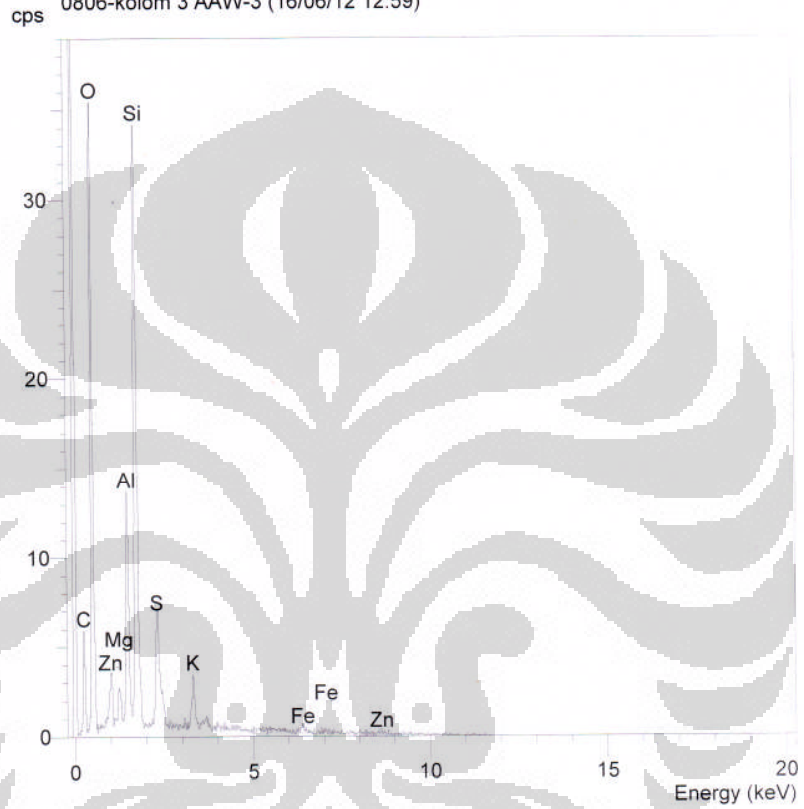 0806-kolom 3 AAW-3 (16/06/12 12:59)
cps
O
Si
30
20
Al
10
S
C
Mg
Zn
K
Fe
Fe
Zn
0
0 5 10 15 20
Energy (keV)